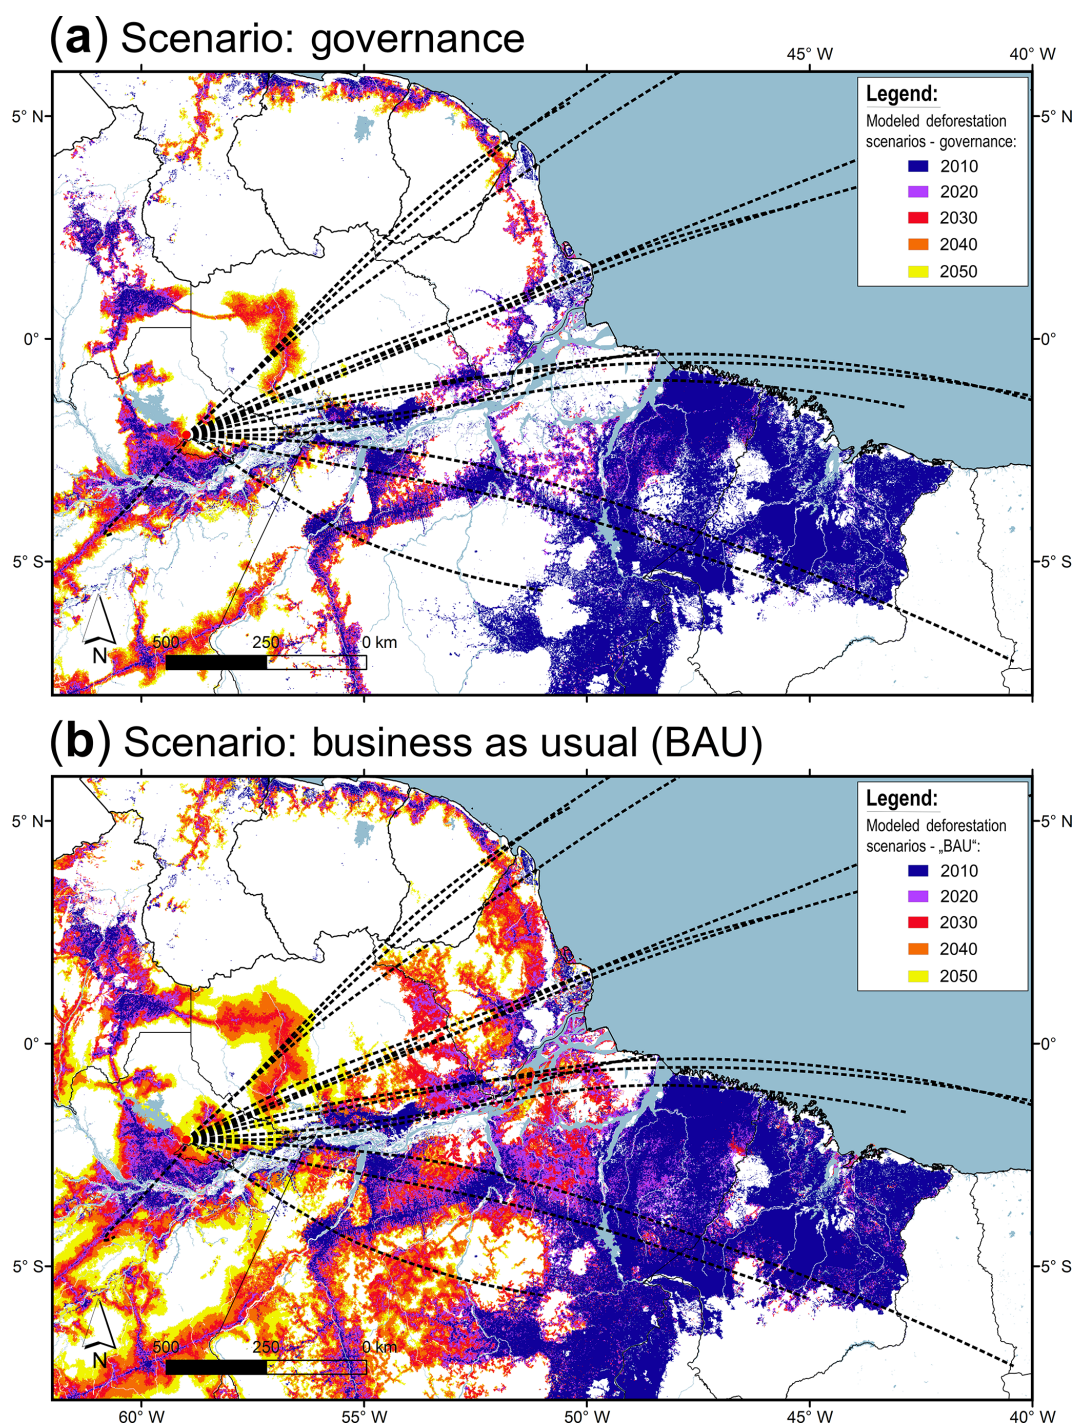 (a) Scenario: governance
45° W 40° W
5° N
0°
5° S
5° N
0°
5° S
Legend:
Modeled deforestation
scenarios - governance:
2010
2020
2030
2040
2050
N
500 250 0 km
(b) Scenario: business as usual (BAU)
5° N
0°
5° S
5° N
0°
5° S
Legend:
Modeled deforestation
scenarios - „BAU“:
2010
2020
2030
2040
2050
N
500 250 0 km
60° W 55° W 50° W 45° W 40° W